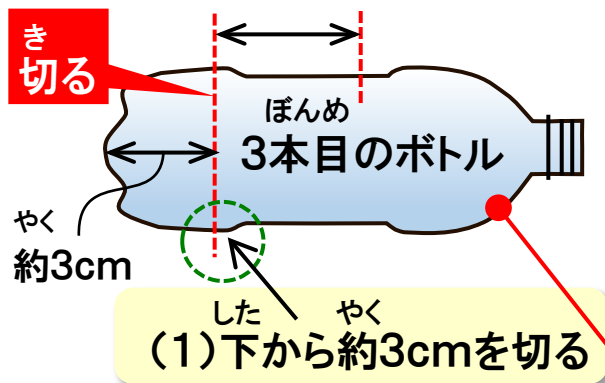 き
切る
ぼんめ
3本目のボトル
やく
約3cm
した やく
(1)下から約3cmを切る